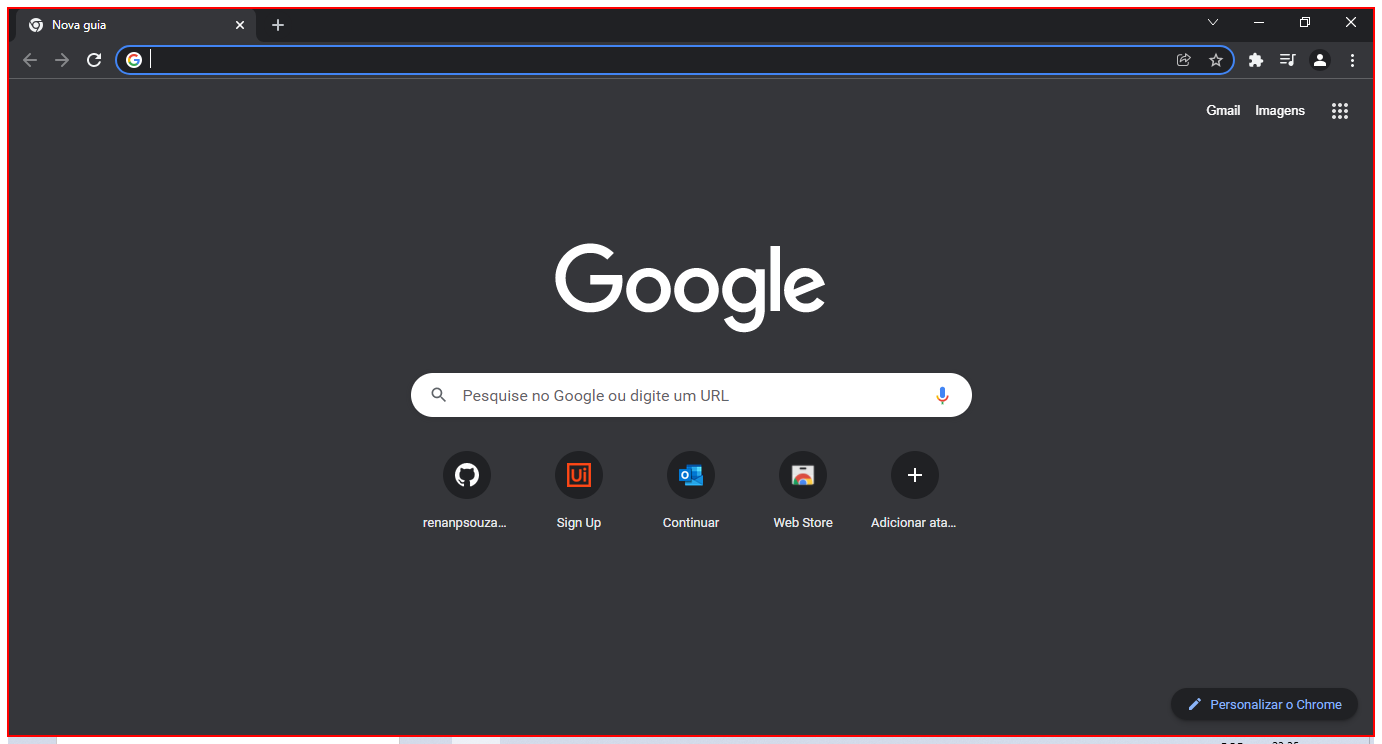 Nova guia
Gmail Imagens
Google
Pesquise no Google ou digite um URL
renanpsouza... Sign Up Continuar Web Store Adicionar ata...
Personalizar o Chrome